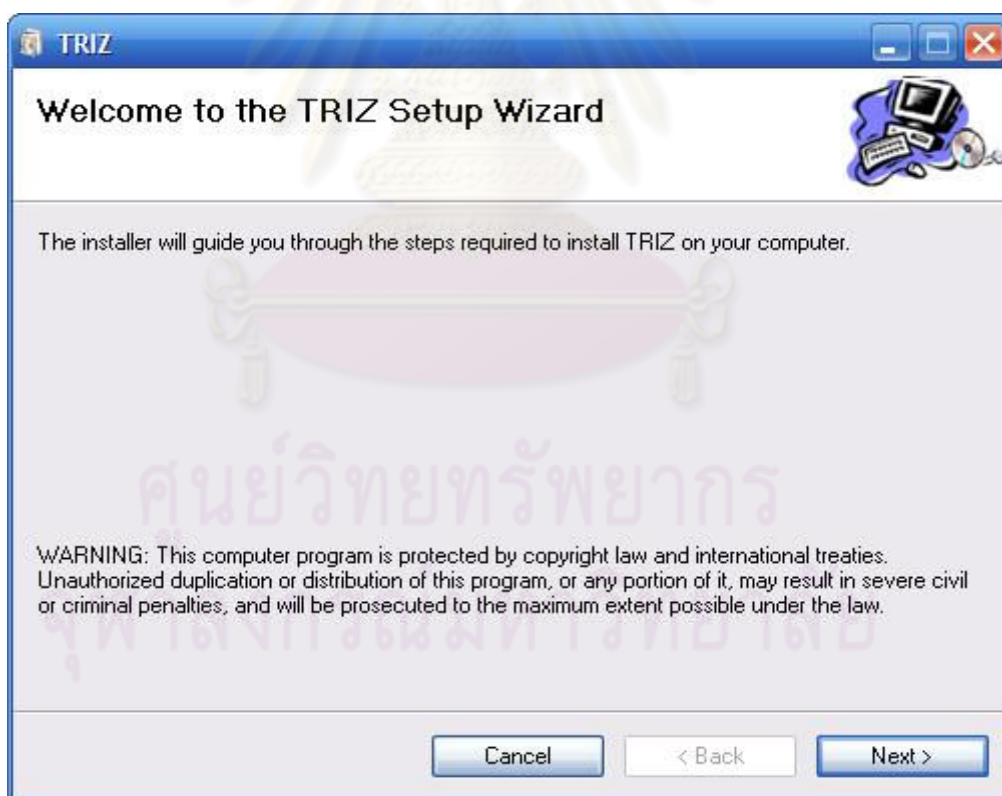 TRIZ
Welcome to the TRIZ Setup Wizard
The installer will guide you through the steps required to install TRIZ on your computer.
ศูนย์วิทยทรัพยากร
WARNING: This computer program is protected by copyright law and international treaties.
Unauthorized duplication or distribution of this program, or any portion of it, may result in severe civil
or criminal penalties, and will be prosecuted to the maximum extent possible under the law.
จุฬาลงกรณ์มหาวิทยาลัย
Cancel
< Back
Next >